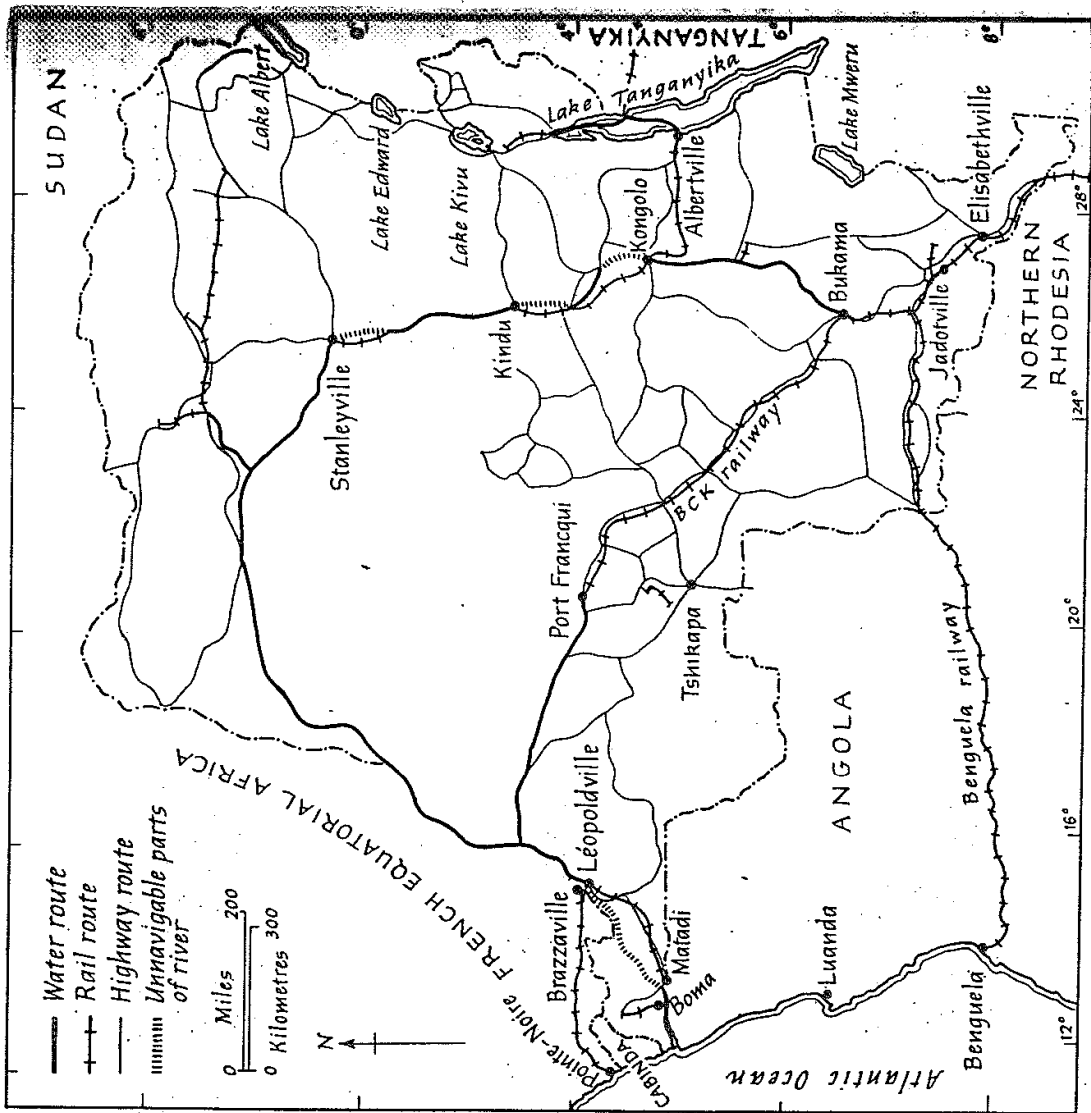 Water route
Rail route
Highway route
Unnavigable parts
of river
Miles
0 200
0 300
Kilometres
N
SUDAN
FRENCH EQUATORIAL AFRICA
Lake Albert
Lake Edward
Lake Kivu
Stanleyville
Kindu
Kongolo
Lake Tanganyika
TANGANYIKA
Albertville
Port Francqui
BCK railway
Tshikapa
Léopoldville
Brazzaville
Pointe-Noire
CABINDA
Boma
Matadi
Atlantic Ocean
Luanda
ANGOLA
Bukama
Lake Mweru
Jadotville
Elisabethville
NORTHERN
RHODESIA
Benguela railway
Benguela
12° 16° 20° 24° 28°